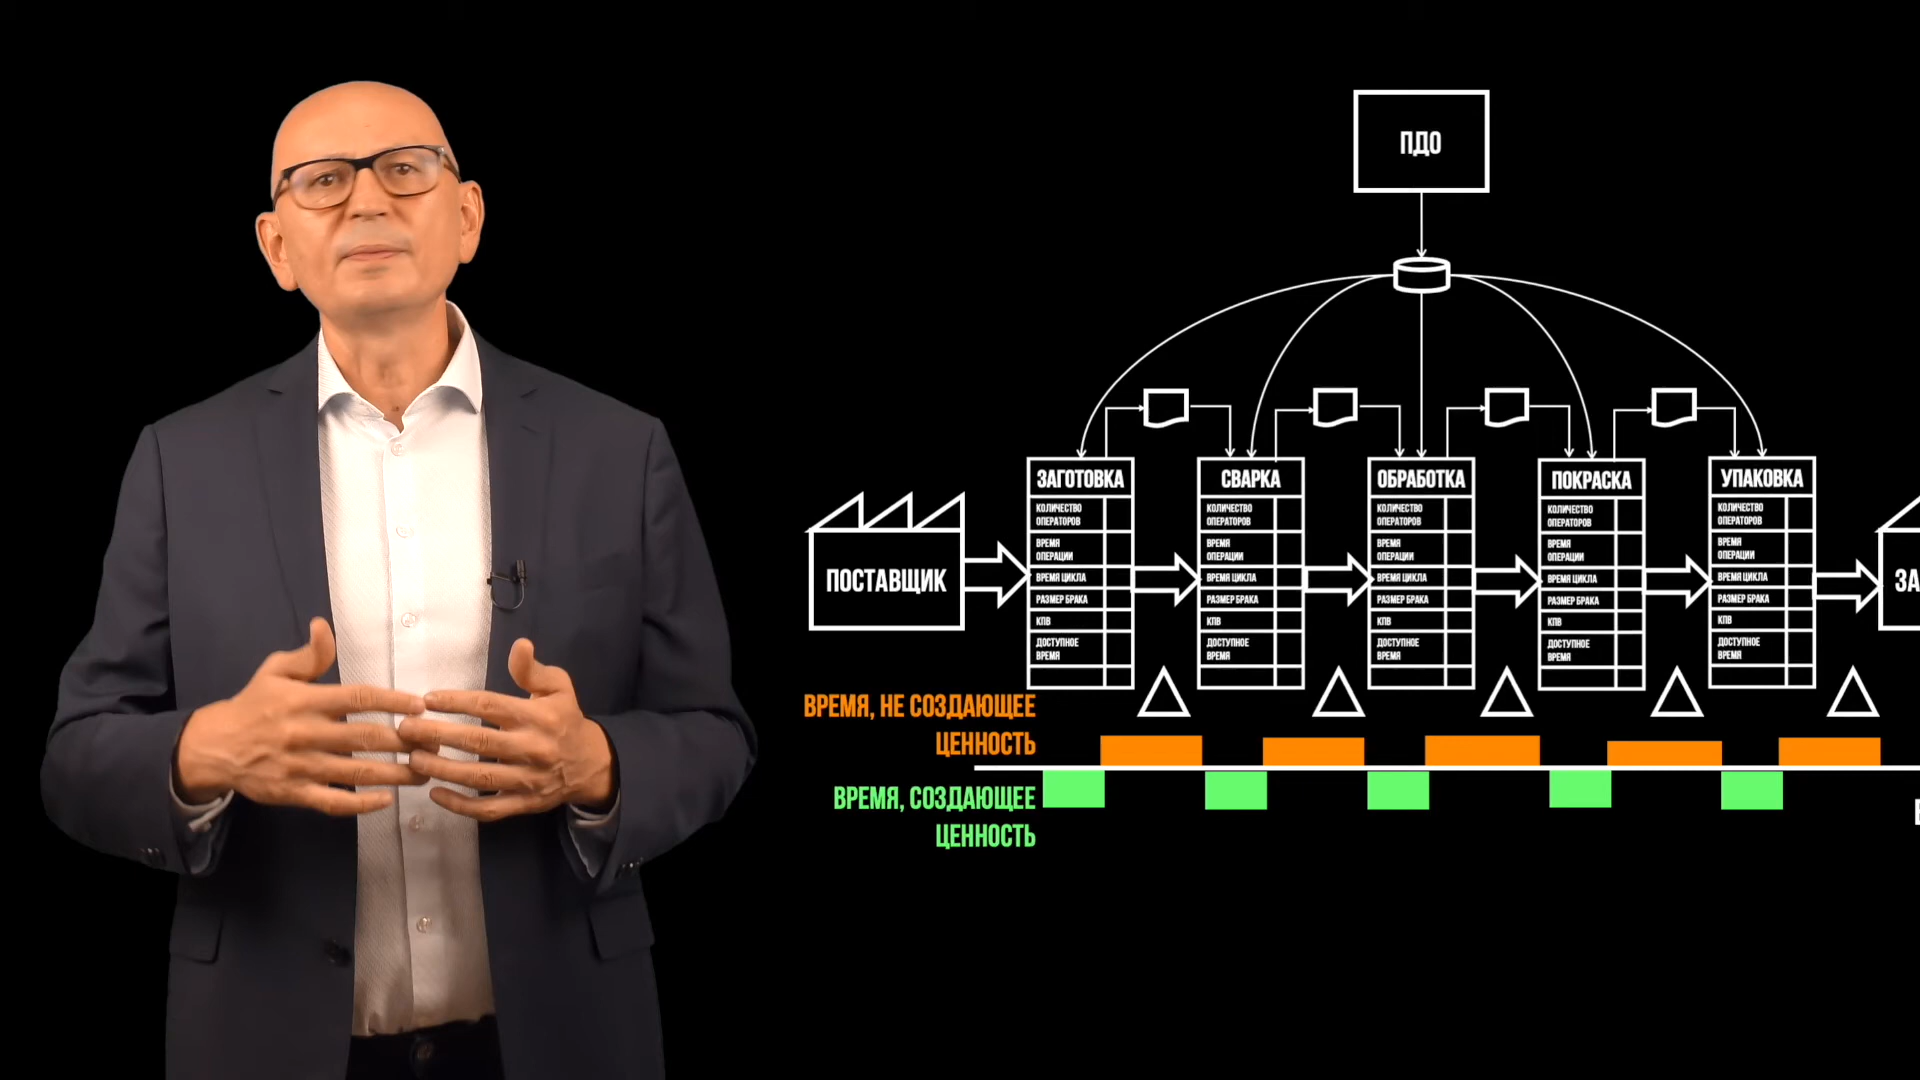 ПДО
ЗАГОТОВКА
КОЛИЧЕСТВО
ОПЕРАТОРОВ
ВРЕМЯ
ОПЕРАЦИИ
ВРЕМЯ ЦИКЛА
РАЗМЕР БРАКА
КПВ
ДОСТУПНОЕ
ВРЕМЯ
СВАРКА
КОЛИЧЕСТВО
ОПЕРАТОРОВ
ВРЕМЯ
ОПЕРАЦИИ
ВРЕМЯ ЦИКЛА
РАЗМЕР БРАКА
КПВ
ДОСТУПНОЕ
ВРЕМЯ
ОБРАБОТКА
КОЛИЧЕСТВО
ОПЕРАТОРОВ
ВРЕМЯ
ОПЕРАЦИИ
ВРЕМЯ ЦИКЛА
РАЗМЕР БРАКА
КПВ
ДОСТУПНОЕ
ВРЕМЯ
ПОКРАСКА
КОЛИЧЕСТВО
ОПЕРАТОРОВ
ВРЕМЯ
ОПЕРАЦИИ
ВРЕМЯ ЦИКЛА
РАЗМЕР БРАКА
КПВ
ДОСТУПНОЕ
ВРЕМЯ
УПАКОВКА
КОЛИЧЕСТВО
ОПЕРАТОРОВ
ВРЕМЯ
ОПЕРАЦИИ
ВРЕМЯ ЦИКЛА
РАЗМЕР БРАКА
КПВ
ДОСТУПНОЕ
ВРЕМЯ
ПОСТАВЩИК
ВРЕМЯ, НЕ СОЗДАЮЩЕЕ
ЦЕННОСТЬ
ВРЕМЯ, СОЗДАЮЩЕЕ
ЦЕННОСТЬ